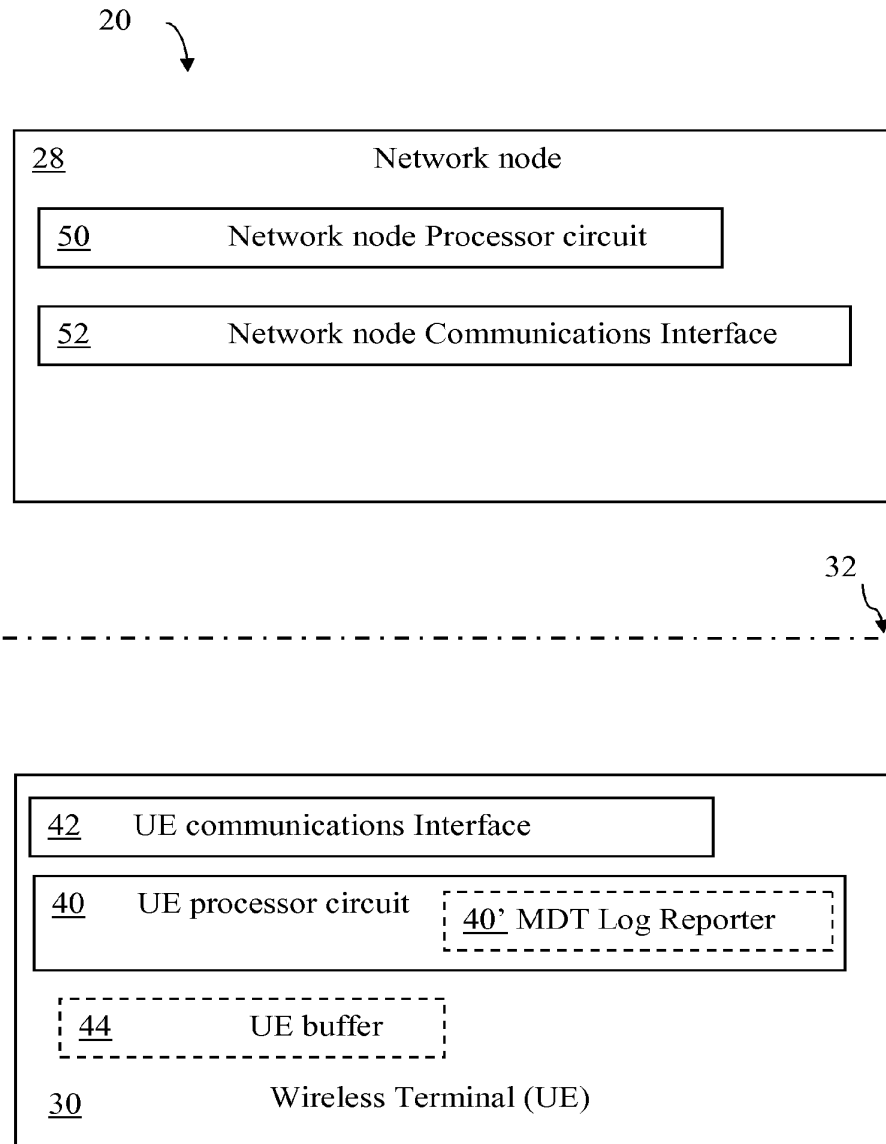 20
28 Network node
50 Network node Processor circuit
52 Network node Communications Interface
32
42 UE communications Interface
40 UE processor circuit
40’ MDT Log Reporter
44 UE buffer
30 Wireless Terminal (UE)